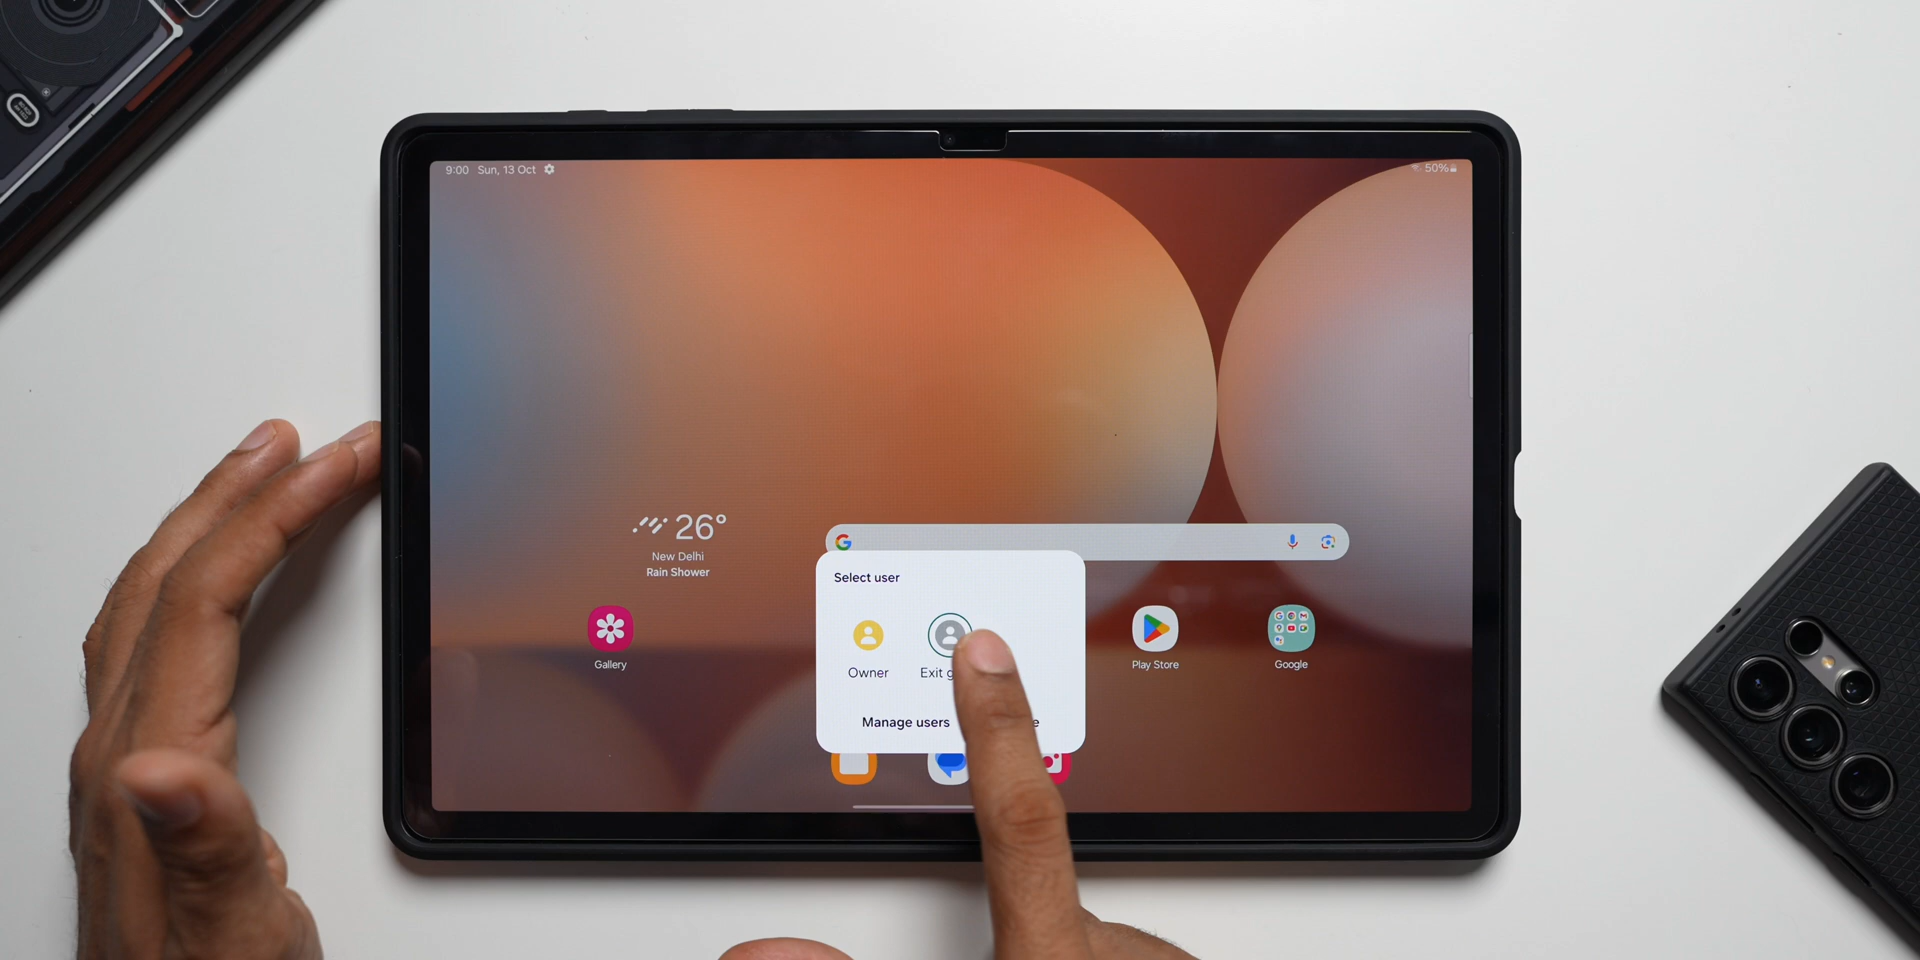 9:00 Sun, 13 Oct
50%
26°
New Delhi
Rain Shower
Select user
Owner
Exit
Manage users
Gallery
Play Store
Google